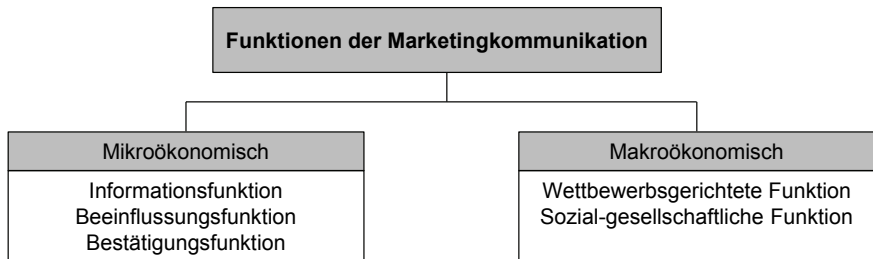 Funktionen der Marketingkommunikation
Mikroökonomisch
Informationsfunktion
Beeinflussungsfunktion
Bestätigungsfunktion
Makroökonomisch
Wettbewerbsgerichtete Funktion
Sozial-gesellschaftliche Funktion